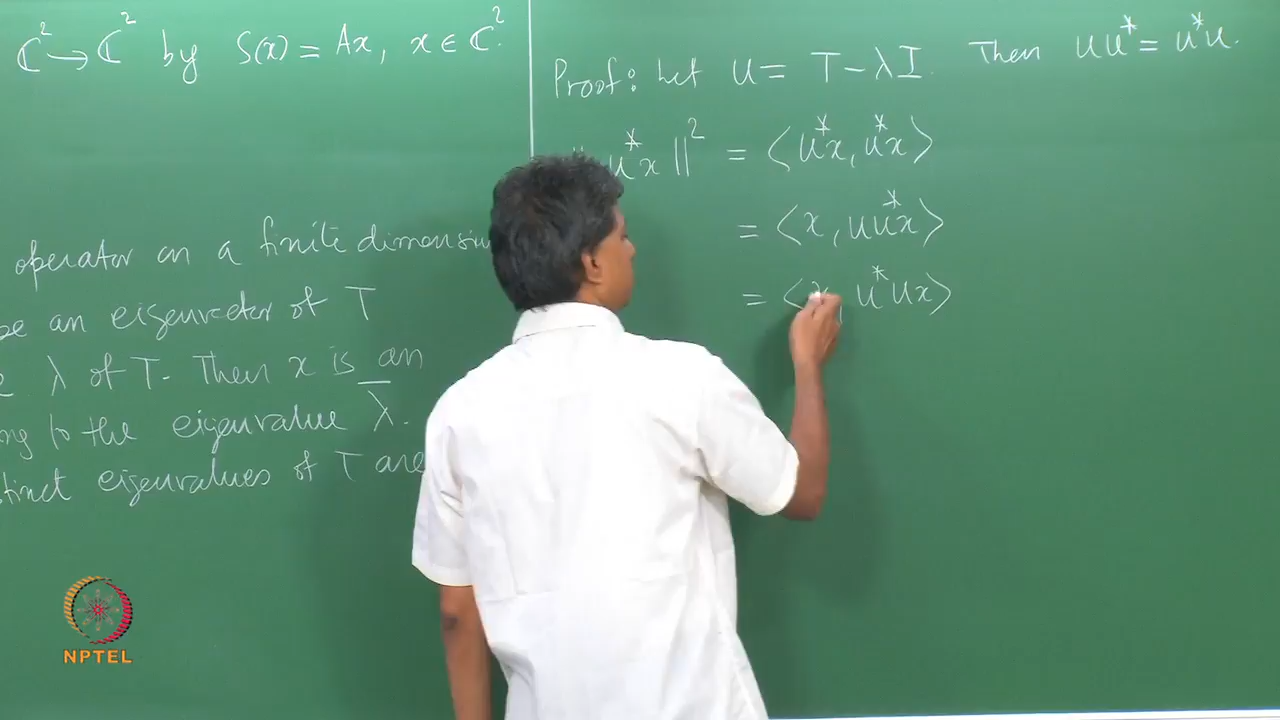 ℂ² → ℂ² by S(x) = Ax, x ∈ ℂ².
operator on a finite dimensi
an eigenvector of T
λ of T. Then x is an
to the eigenvalue λ̅.
eigenvalues of T are
Proof: Let U = T − λI. Then UU* = U*U.
U*x ||² = ⟨U*x, U*x⟩
= ⟨x, UU*x⟩
= ⟨x, U*Ux⟩
NPTEL